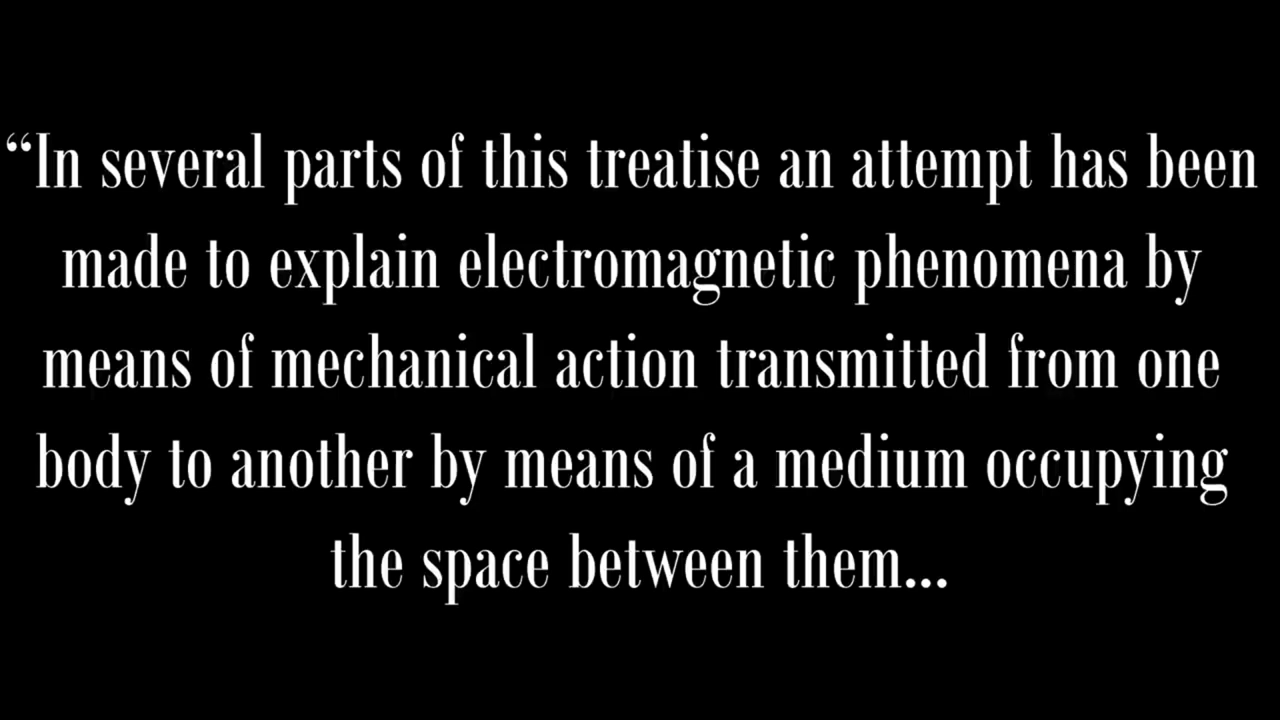 “In several parts of this treatise an attempt has been
made to explain electromagnetic phenomena by
means of mechanical action transmitted from one
body to another by means of a medium occupying
the space between them...